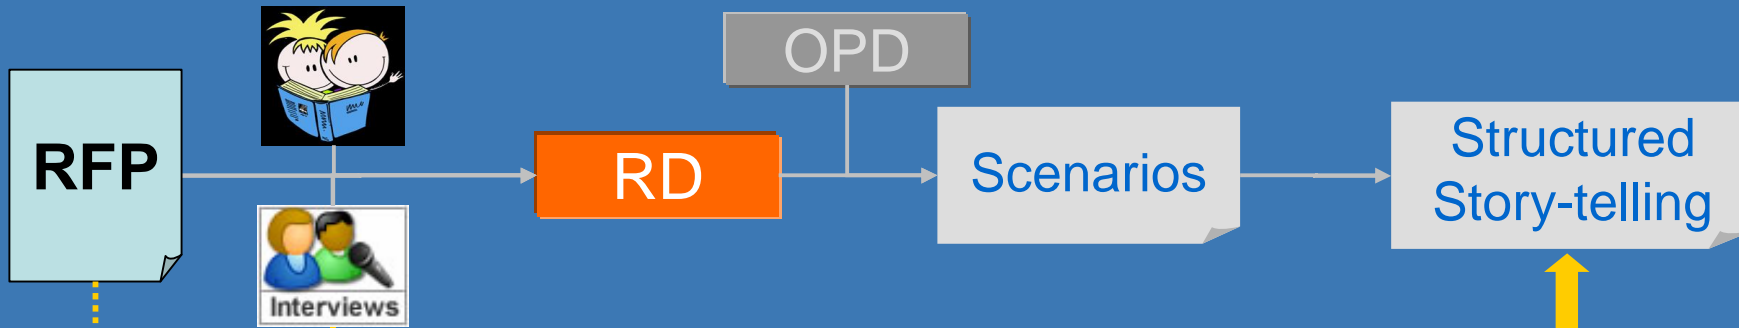 RFP
Interviews
RD
OPD
Scenarios
Structured
Story-telling